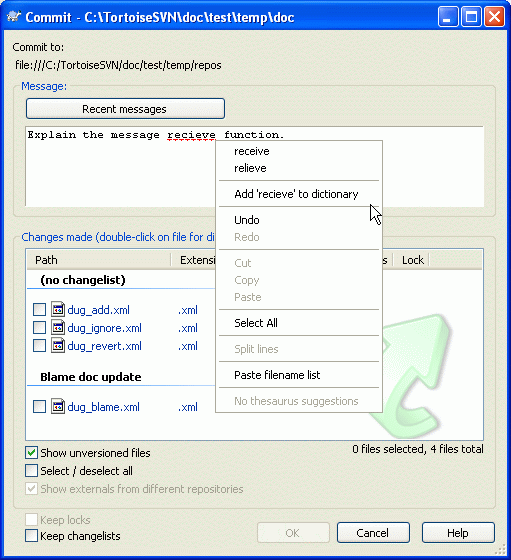 Commit - C:\TortoiseSVN\doc\test\temp\doc
Commit to:
file:///C:/TortoiseSVN/doc/test/temp/repos
Message:
Recent messages
Explain the message recieve function.
receive
relieve
Add 'recieve' to dictionary
Undo
Redo
Cut
Copy
Paste
Select All
Split lines
Paste filename list
No thesaurus suggestions
Changes made (double-click on file for di
Path Extensi s Lock
(no changelist)
dug_add.xml .xml
dug_ignore.xml .xml
dug_revert.xml .xml
Blame doc update
dug_blame.xml .xml
0 files selected, 4 files total
Show unversioned files
Select / deselect all
Show externals from different repositories
Keep locks
Keep changelists
OK Cancel Help